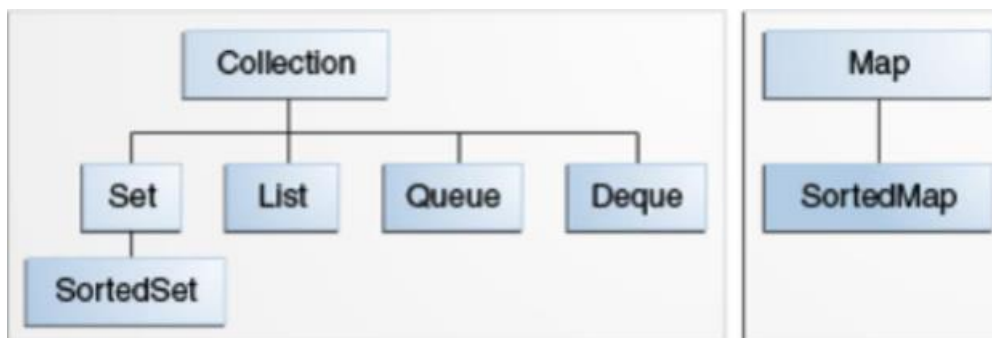 Collection
Map
Set
List
Queue
Deque
SortedMap
SortedSet